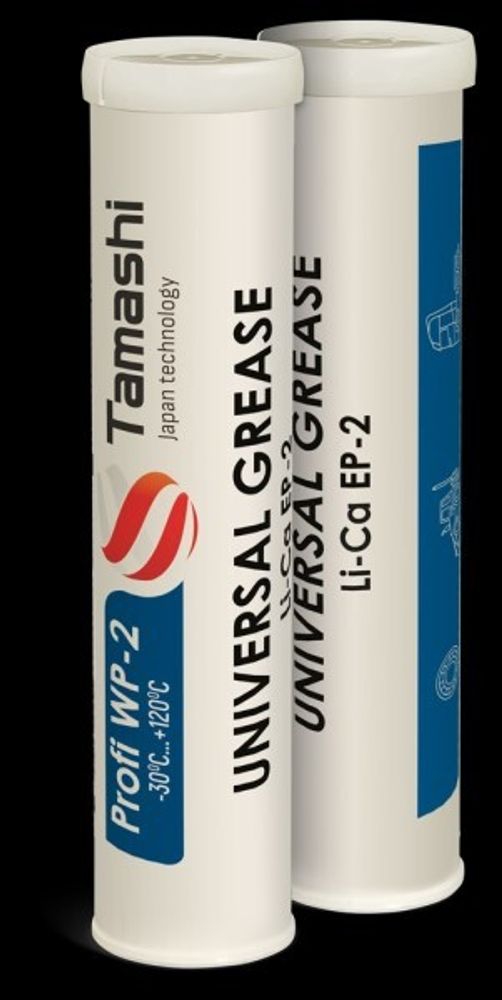 Tamashi
Japan technology
Profi WP-2
-30°C...+120°C
UNIVERSAL GREASE
Li-Ca EP-2
UNIVERSAL GREASE
Li-Ca EP-2